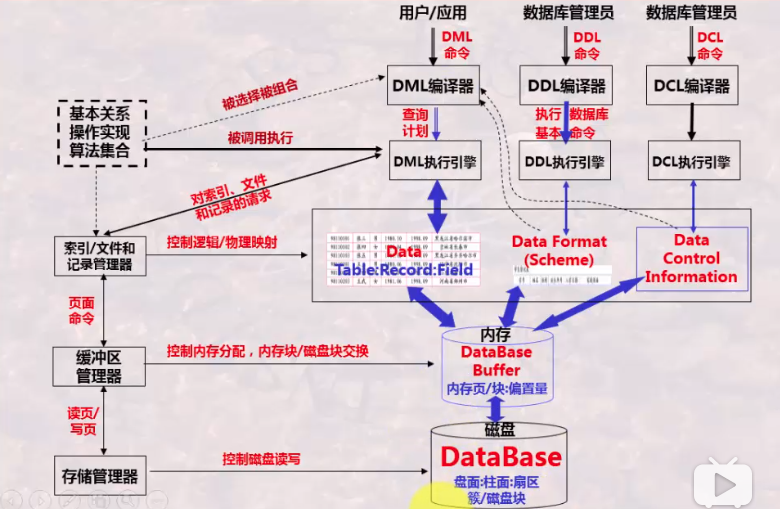 用户/应用
数据库管理员
数据库管理员
DML
命令
DDL
命令
DCL
命令
DML编译器
DDL编译器
DCL编译器
被选择被组合
基本关系
操作实现
算法集合
查询
计划
执行 数据库
基本 命令
被调用执行
DML执行引擎
DDL执行引擎
DCL执行引擎
对索引、文件
和记录的请求
索引/文件和
记录管理器
控制逻辑/物理映射
Data
Table:Record:Field
Data Format
(Scheme)
Data
Control
Information
页面
命令
内存
DataBase
Buffer
内存页/块:偏置量
缓冲区
管理器
控制内存分配，内存块/磁盘块交换
读页/
写页
磁盘
DataBase
盘面:柱面:扇区
簇/磁盘块
存储管理器
控制磁盘读写